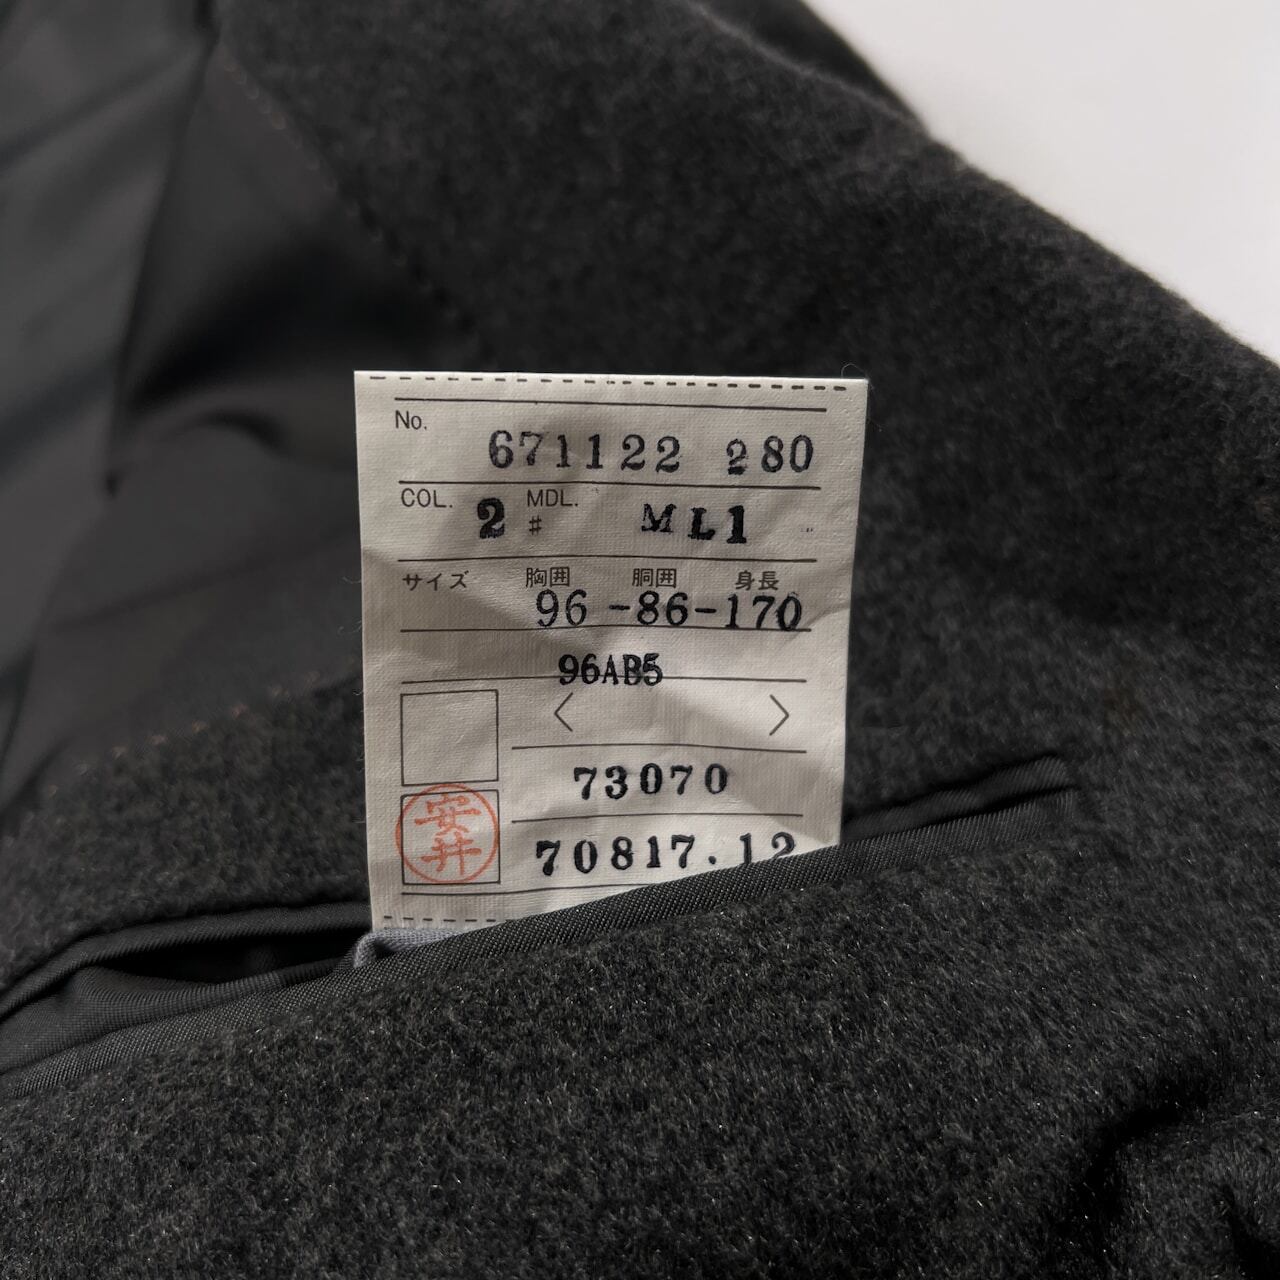 No. 671122 280
COL. 2 MDL. # ML1
サイズ 胸囲 胴囲 身長
96 -86-170
96AB5
< >
73070
安井
70817.12